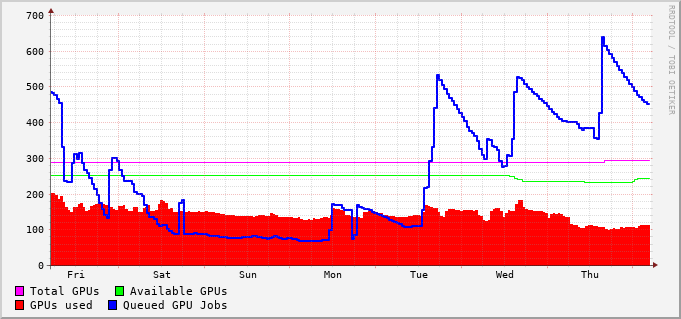 700
600
500
400
300
200
100
0
Fri Sat Sun Mon Tue Wed Thu
Total GPUs Available GPUs
GPUs used Queued GPU Jobs
RRDTOOL / TOBI OETIKER